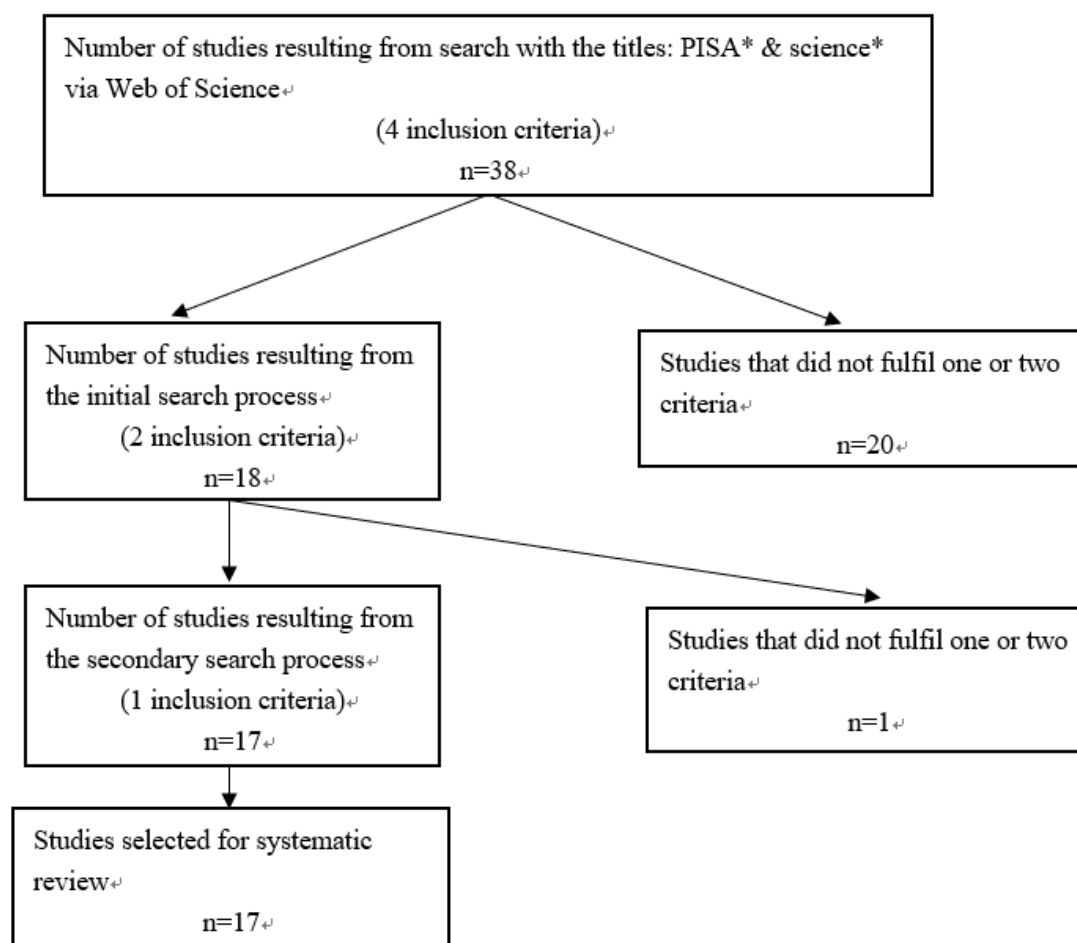 Number of studies resulting from search with the titles: PISA* & science*
via Web of Science↵
(4 inclusion criteria)↵
n=38↵
Number of studies resulting from
the initial search process↵
(2 inclusion criteria)↵
n=18↵
Studies that did not fulfil one or two
criteria↵
n=20↵
Number of studies resulting from
the secondary search process↵
(1 inclusion criteria)↵
n=17↵
Studies that did not fulfil one or two
criteria↵
n=1↵
Studies selected for systematic
review↵
n=17↵